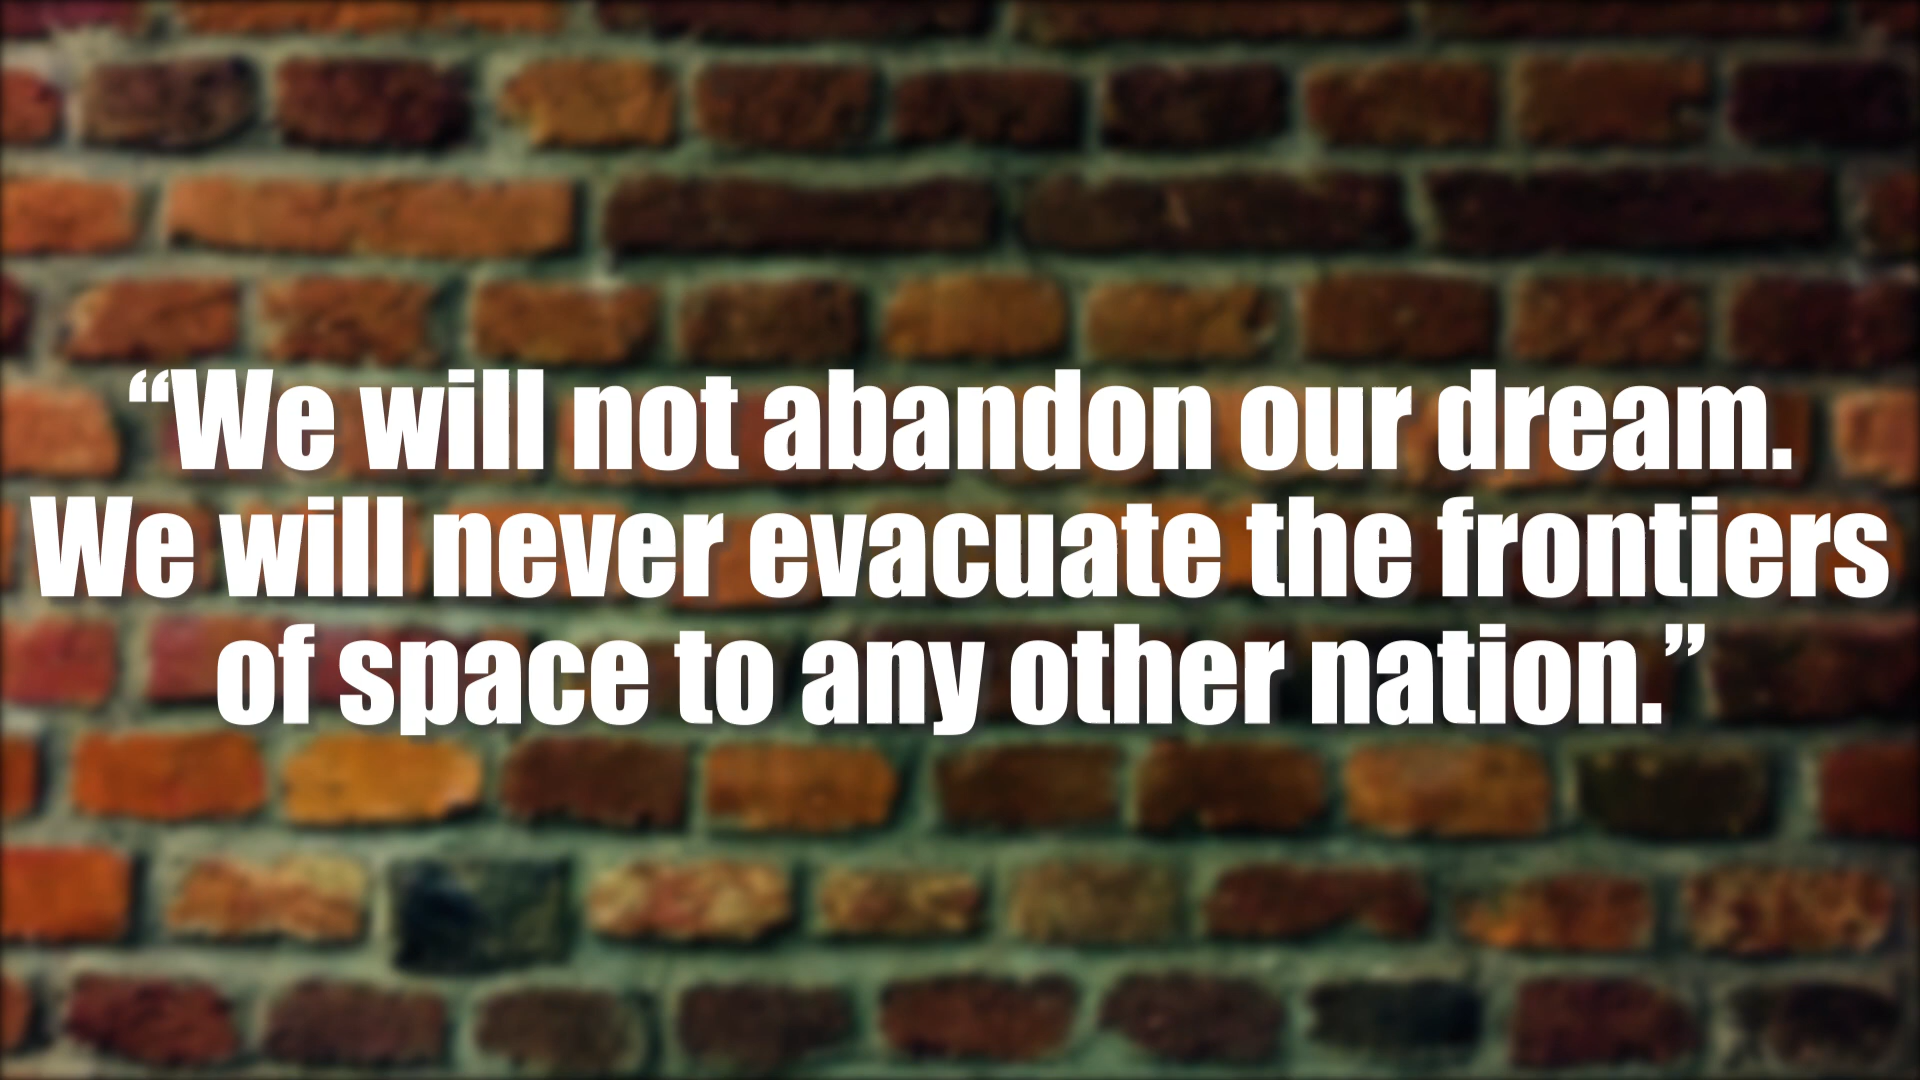 “We will not abandon our dream.
We will never evacuate the frontiers
of space to any other nation.”